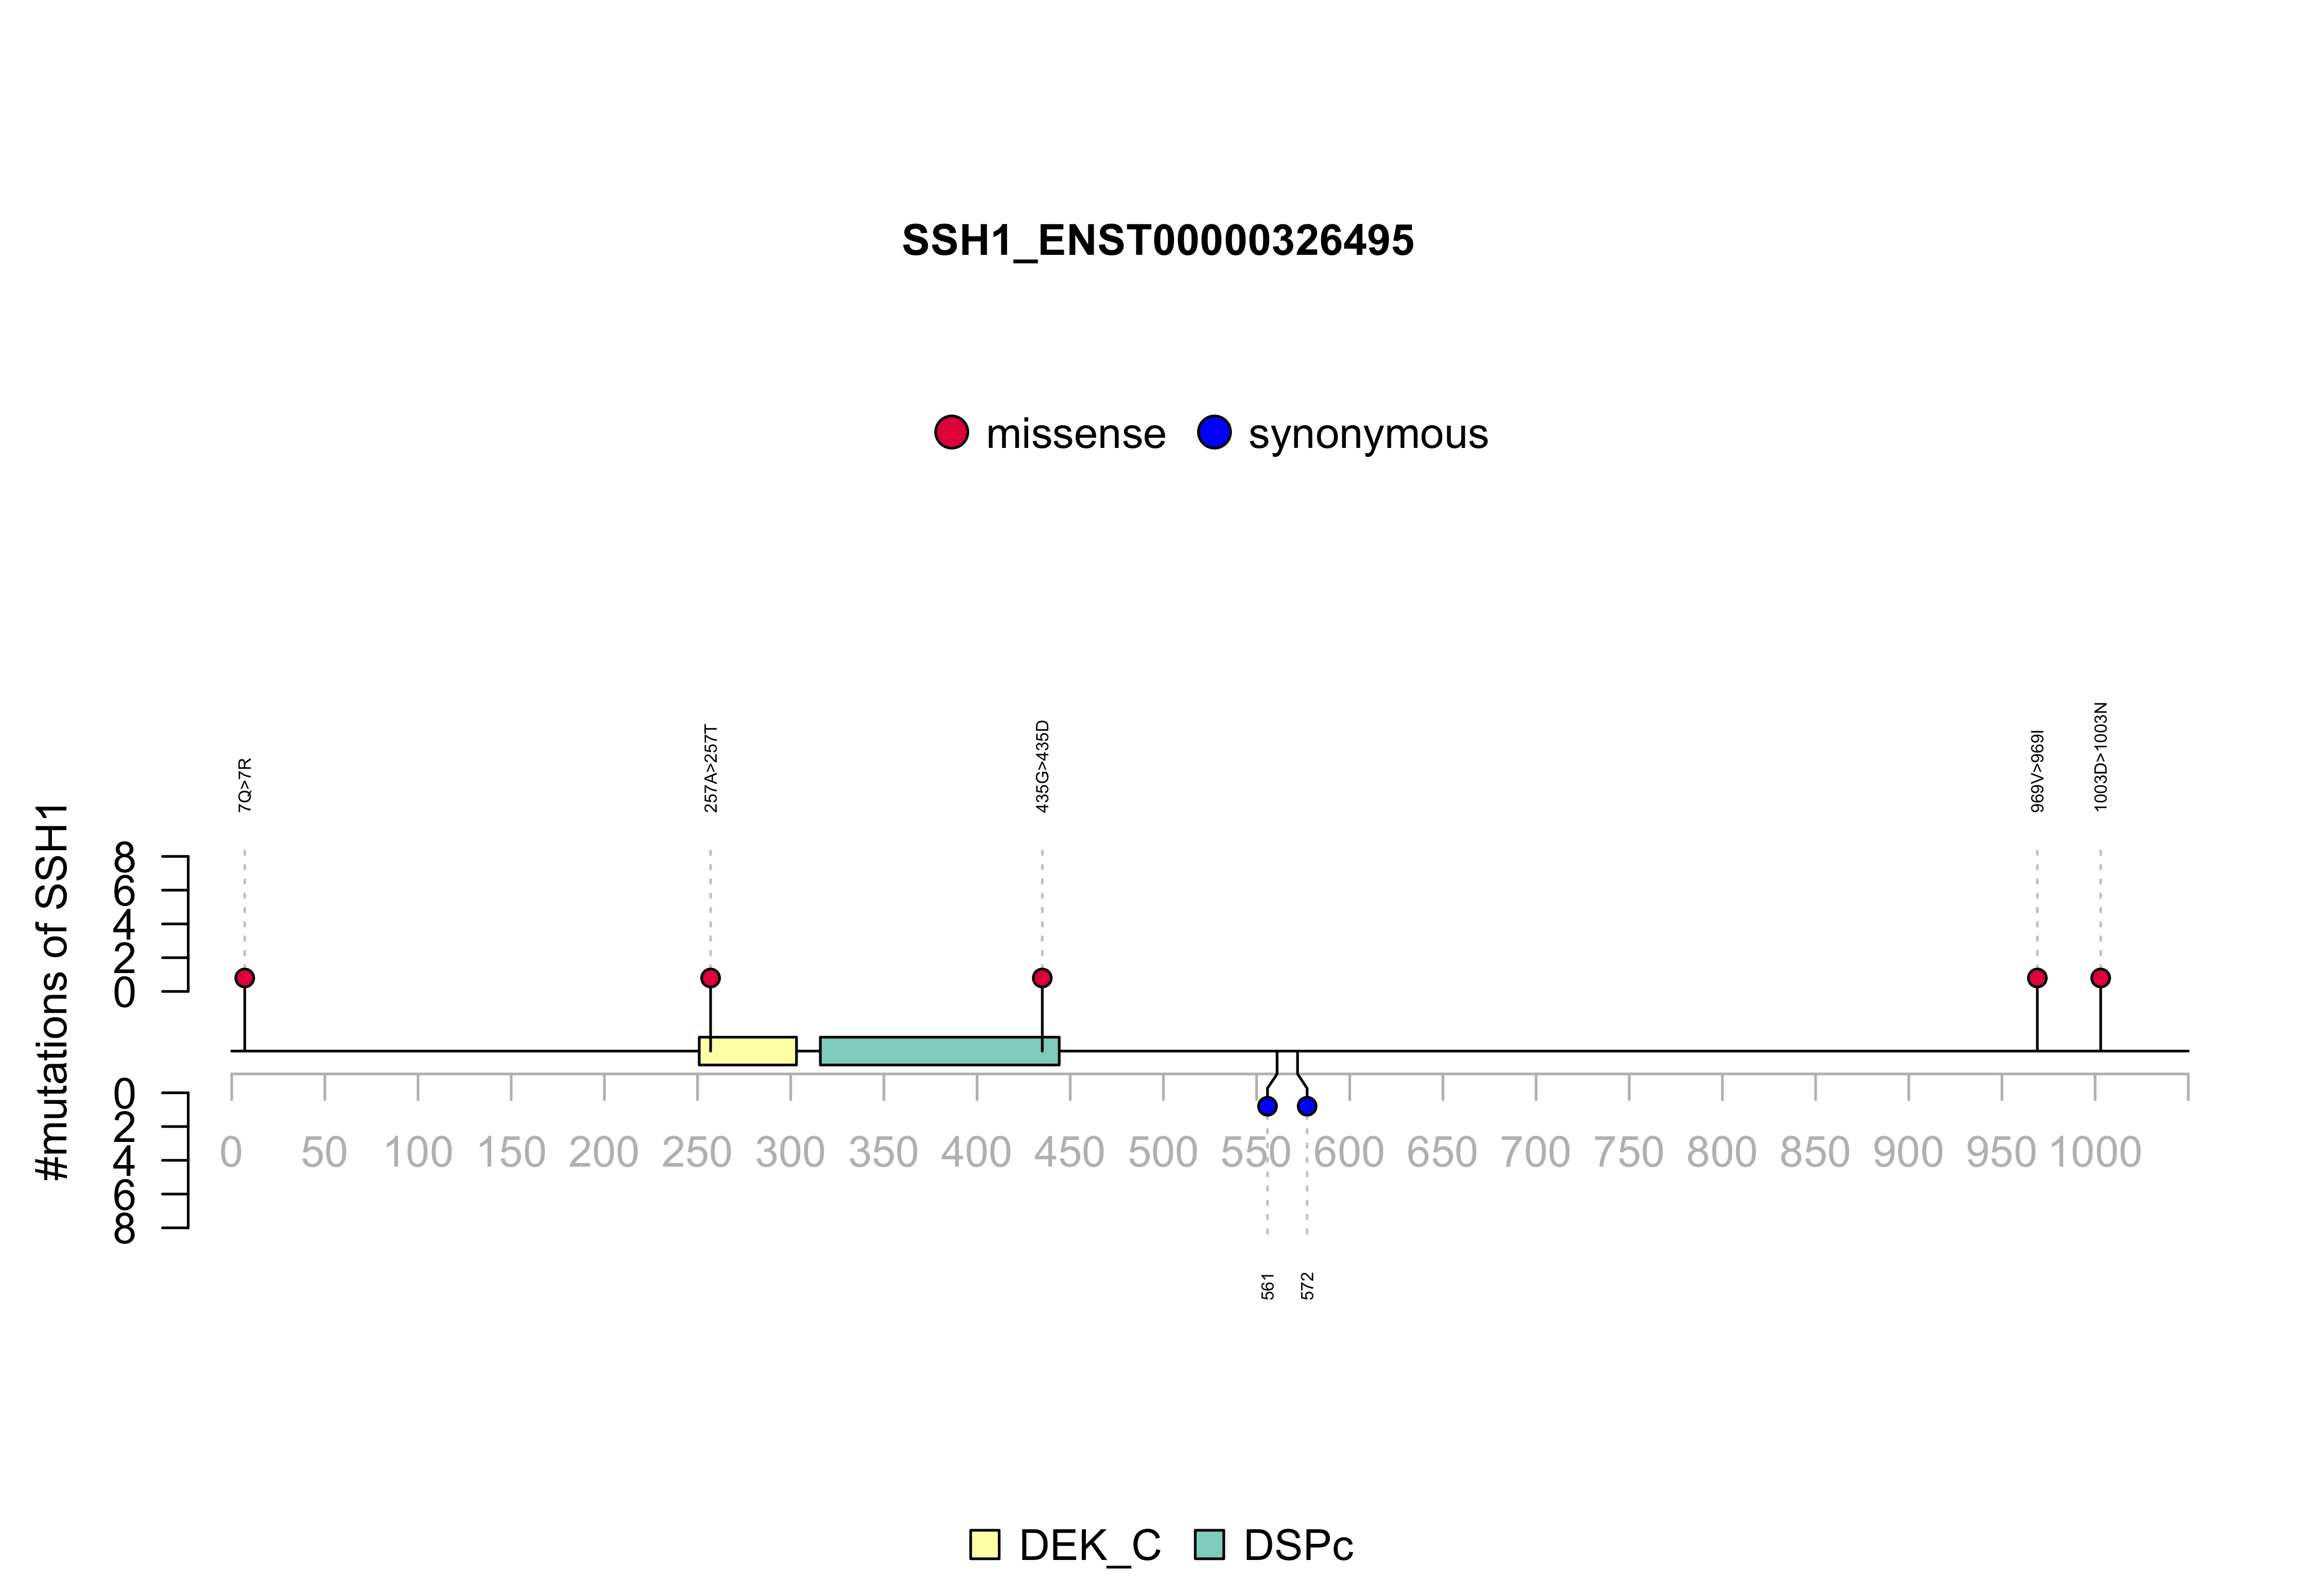 SSH1_ENST00000326495
missense synonymous
7Q>7R
257A>257T
435G>435D
969V>969I
1003D>1003N
#mutations of SSH1
8
6
4
2
0
0
2
4
6
8
0 50 100 150 200 250 300 350 400 450 500 550 600 650 700 750 800 850 900 950 1000
561
572
DEK_C DSPc